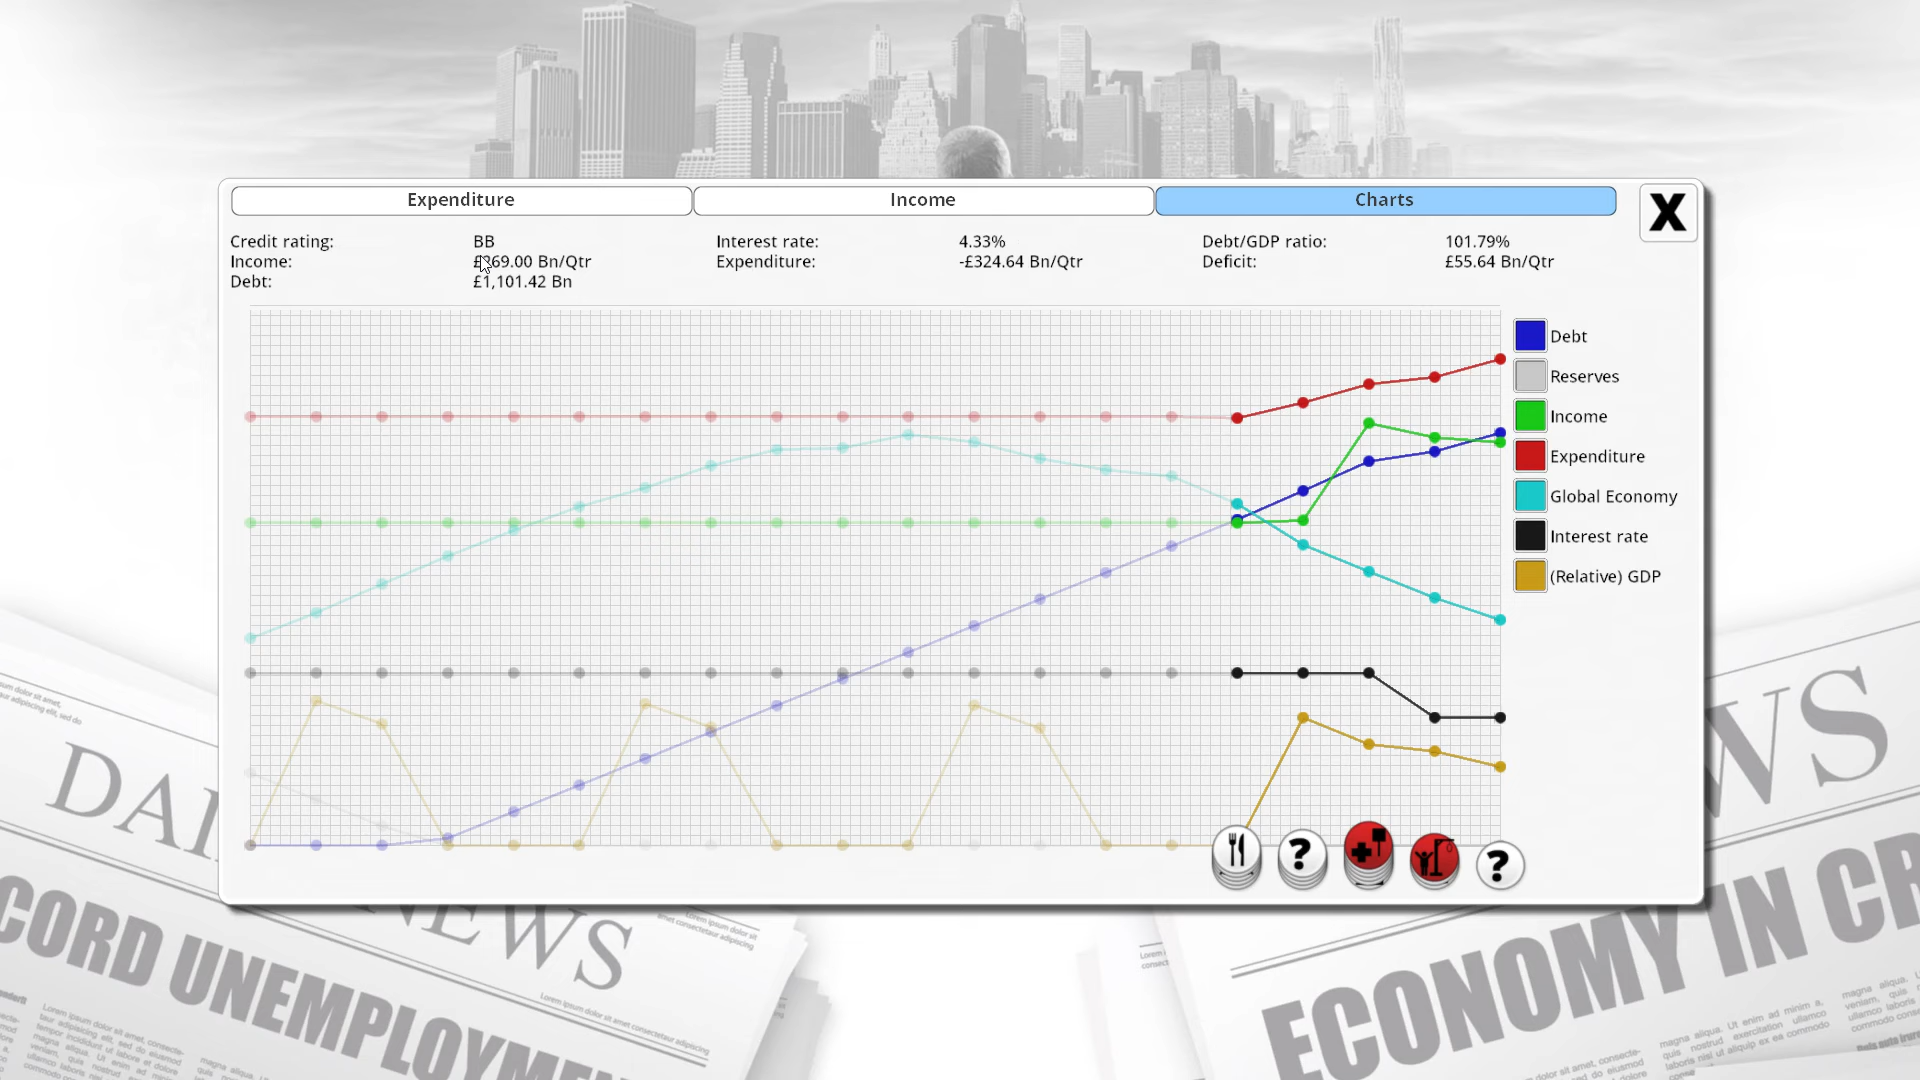 Expenditure
Income
Charts
X
Credit rating: BB
Interest rate: 4.33%
Debt/GDP ratio: 101.79%
Income: £269.00 Bn/Qtr
Expenditure: -£324.64 Bn/Qtr
Deficit: £55.64 Bn/Qtr
Debt: £1,101.42 Bn
Debt
Reserves
Income
Expenditure
Global Economy
Interest rate
(Relative) GDP
?
?
DAI
NEWS
CORD UNEMPLOYME
WS
ECONOMY IN CR